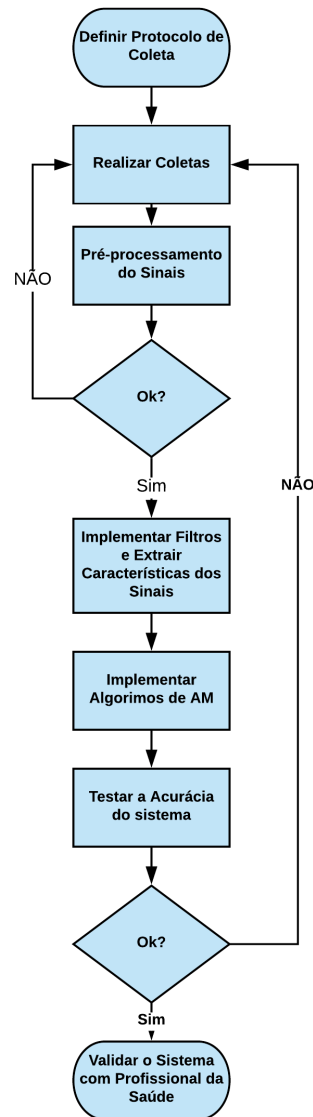 Definir Protocolo de
Coleta
Realizar Coletas
Pré-processamento
do Sinais
NÃO
Ok?
Sim
NÃO
Implementar Filtros
e Extrair
Características dos
Sinais
Implementar
Algorimos de AM
Testar a Acurácia
do sistema
Ok?
Sim
Validar o Sistema
com Profissional da
Saúde